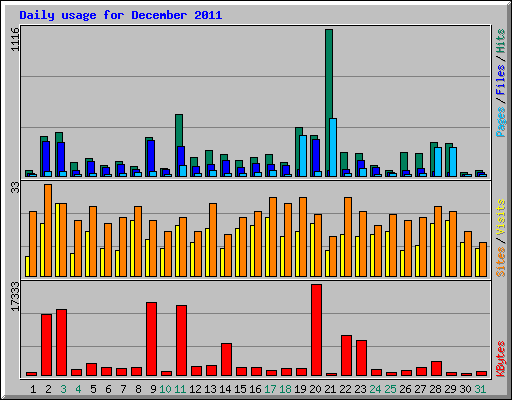 Daily usage for December 2011
1116
Pages / Files / Hits
33
Sites / Visits
17333
KBytes
1 2 3 4 5 6 7 8 9 10 11 12 13 14 15 16 17 18 19 20 21 22 23 24 25 26 27 28 29 30 31